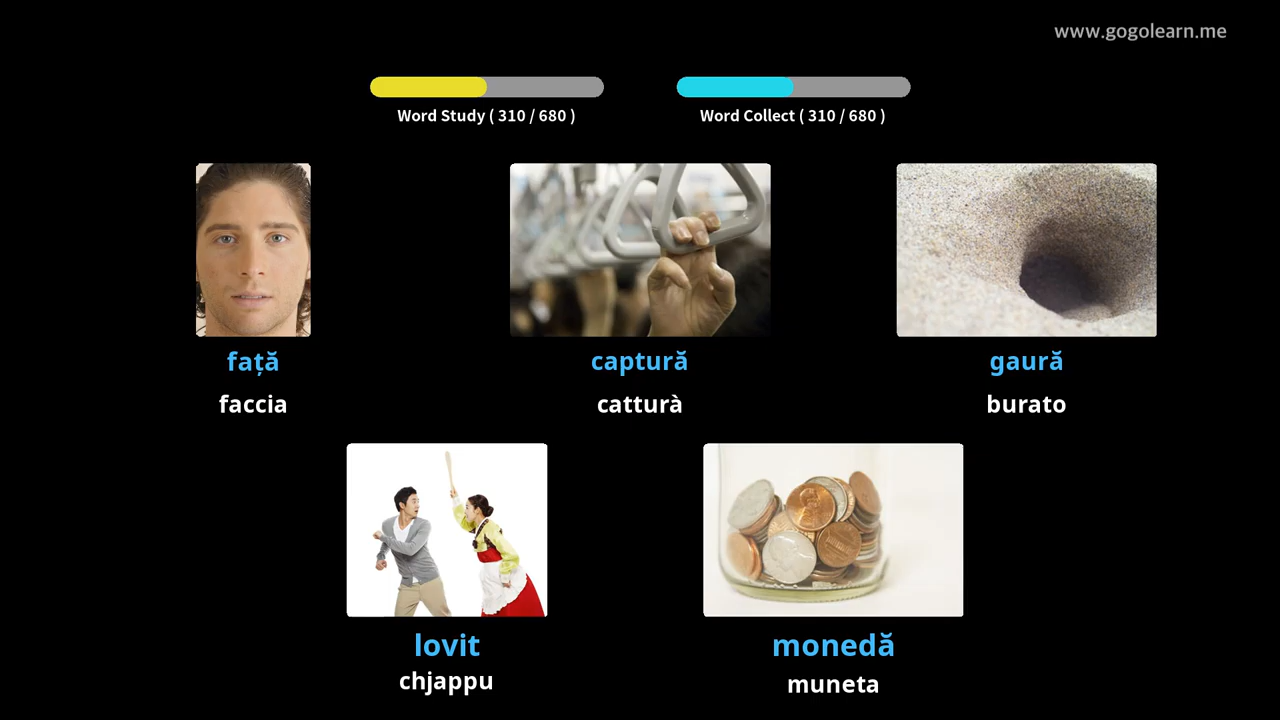 www.gogolearn.me
Word Study ( 310 / 680 )
Word Collect ( 310 / 680 )
față
captură
gaură
faccia
catturà
burato
lovit
monedă
chjappu
muneta